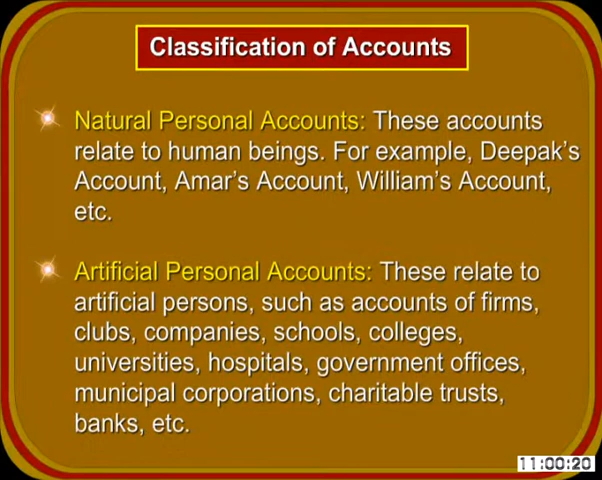 Classification of Accounts
Natural Personal Accounts: These accounts
relate to human beings. For example, Deepak's
Account, Amar's Account, William's Account,
etc.
Artificial Personal Accounts: These relate to
artificial persons, such as accounts of firms,
clubs, companies, schools, colleges,
universities, hospitals, government offices,
municipal corporations, charitable trusts,
banks, etc.
11:00:20